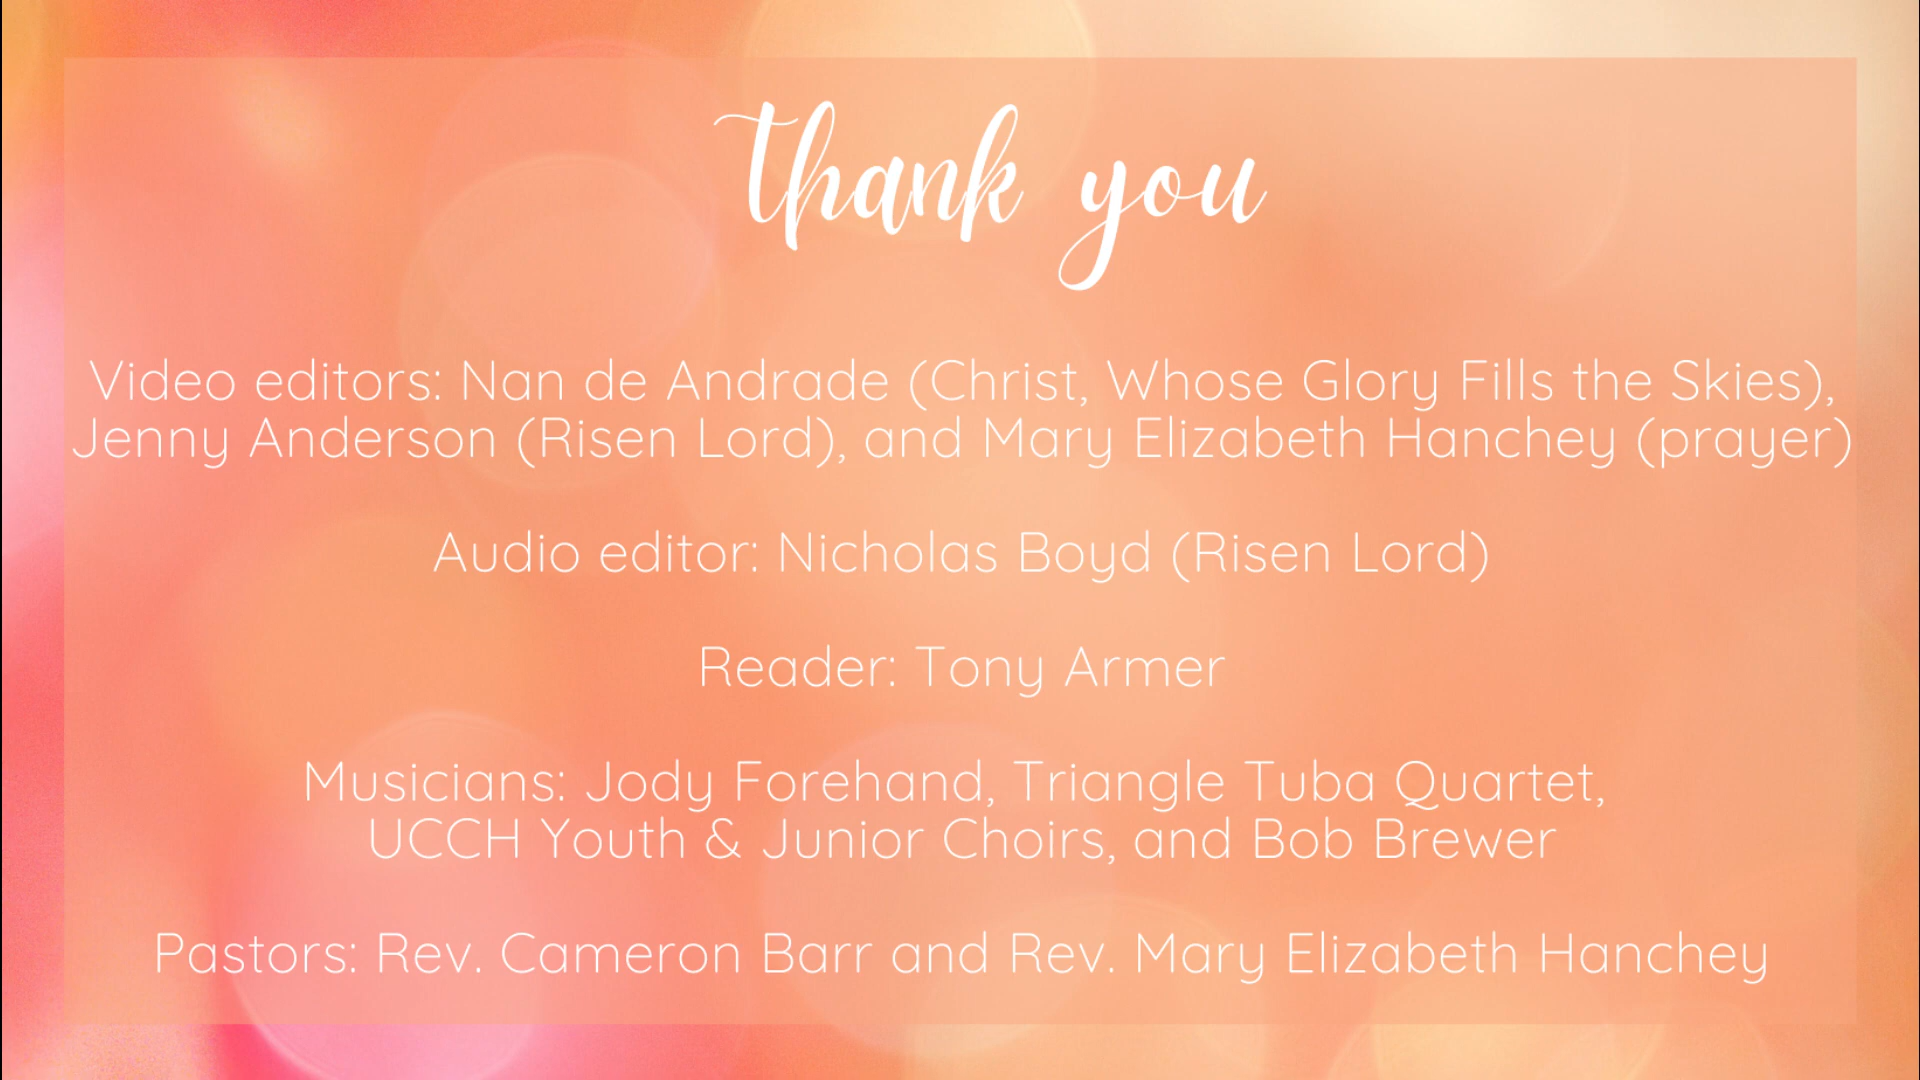 thank you
Video editors: Nan de Andrade (Christ, Whose Glory Fills the Skies),
Jenny Anderson (Risen Lord), and Mary Elizabeth Hanchey (prayer)
Audio editor: Nicholas Boyd (Risen Lord)
Reader: Tony Armer
Musicians: Jody Forehand, Triangle Tuba Quartet,
UCCH Youth & Junior Choirs, and Bob Brewer
Pastors: Rev. Cameron Barr and Rev. Mary Elizabeth Hanchey